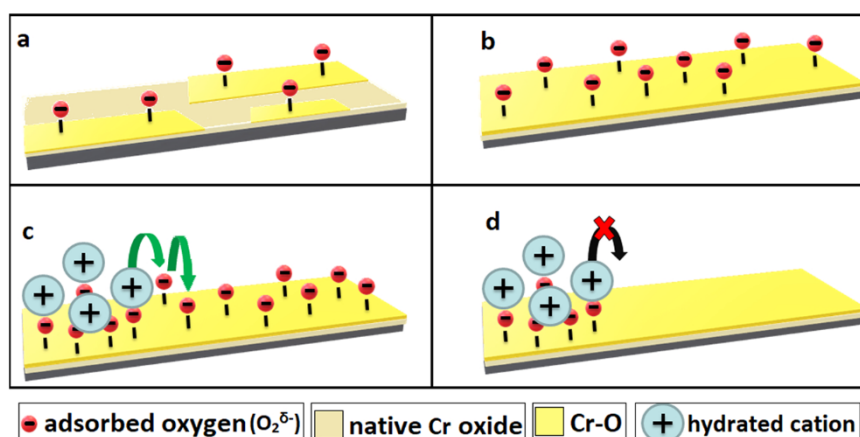 a
b
c
d
adsorbed oxygen (O₂ᵟ⁻)
native Cr oxide
Cr-O
hydrated cation